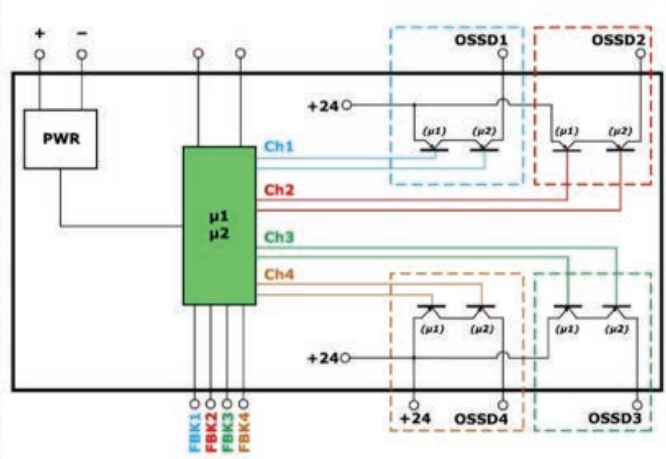 + −
OSSD1 OSSD2
+24
PWR
(μ1) (μ2) (μ1) (μ2)
Ch1
Ch2
μ1
μ2
Ch3
Ch4
(μ1) (μ2) (μ1) (μ2)
+24
+24 OSSD4 OSSD3
FBK1
FBK2
FBK3
FBK4